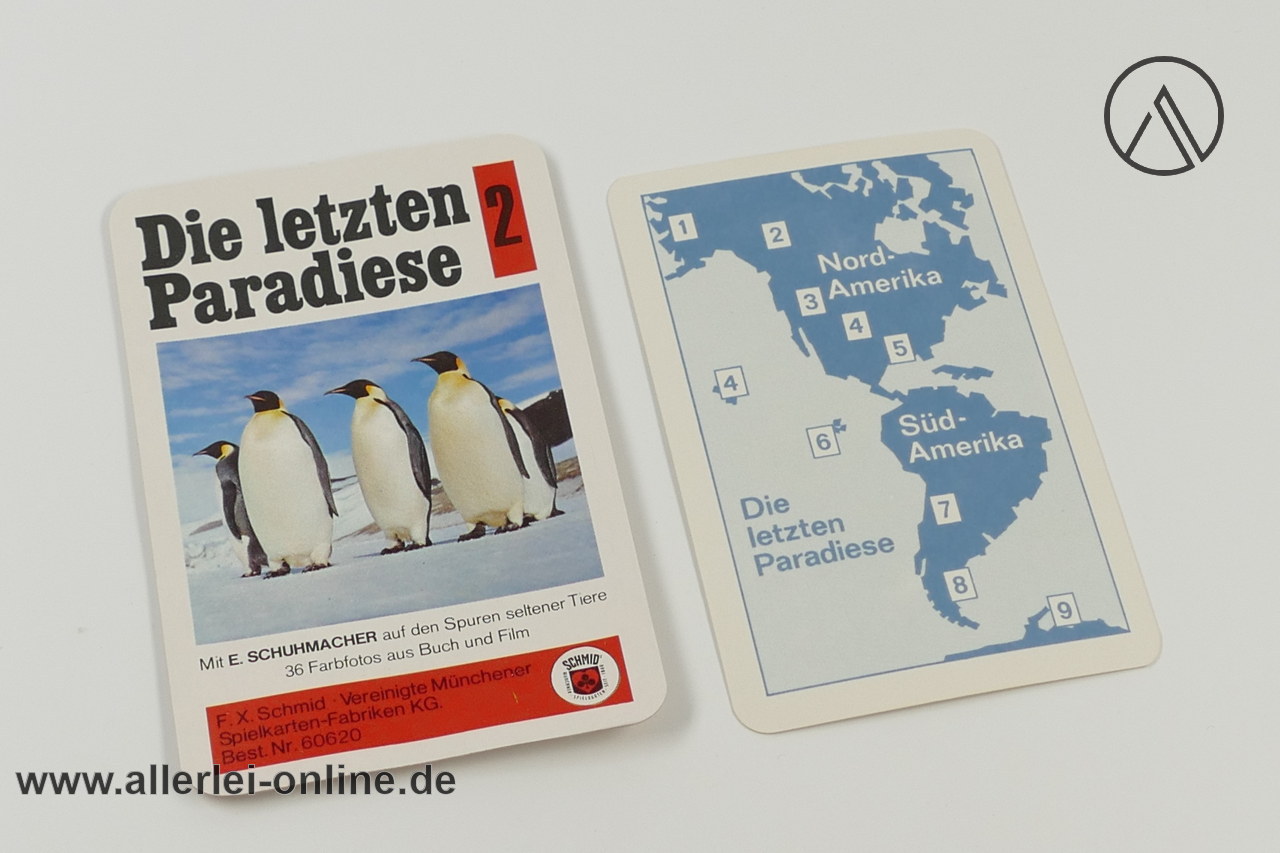 Die letzten
Paradiese
2
Mit E. SCHUHMACHER auf den Spuren seltener Tiere
36 Farbfotos aus Buch und Film
F. X. Schmid · Vereinigte Münchener
Spielkarten-Fabriken KG.
Best. Nr. 60620
SCHMID
1
2
Nord-
Amerika
3
4
5
4
6
Süd-
Amerika
7
Die
letzten
Paradiese
8
9
www.allerlei-online.de